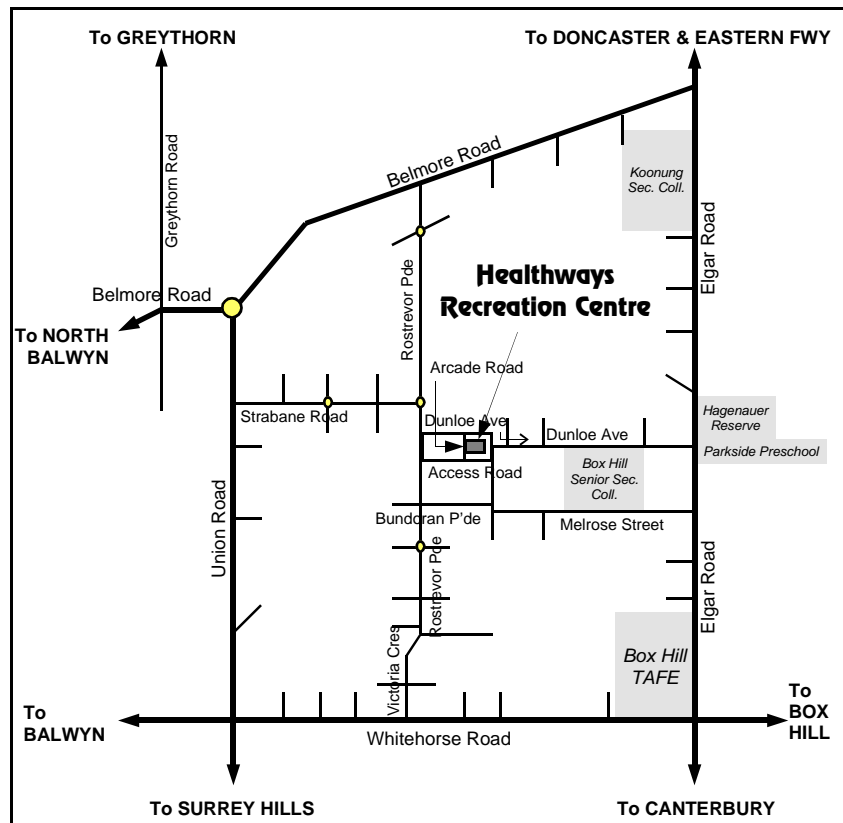 To GREYTHORN
To DONCASTER & EASTERN FWY
Greythorn Road
Belmore Road
Koonung
Sec. Coll.
Elgar Road
Rostrevor Pde
Healthways
Recreation Centre
Belmore Road
To NORTH
BALWYN
Arcade Road
Strabane Road
Dunloe Ave
Dunloe Ave
Hagenauer
Reserve
Parkside Preschool
Access Road
Box Hill
Senior Sec.
Coll.
Bundoran P'de
Melrose Street
Union Road
Rostrevor Pde
Elgar Road
Victoria Cres
Box Hill
TAFE
To
BALWYN
Whitehorse Road
To
BOX
HILL
To SURREY HILLS
To CANTERBURY